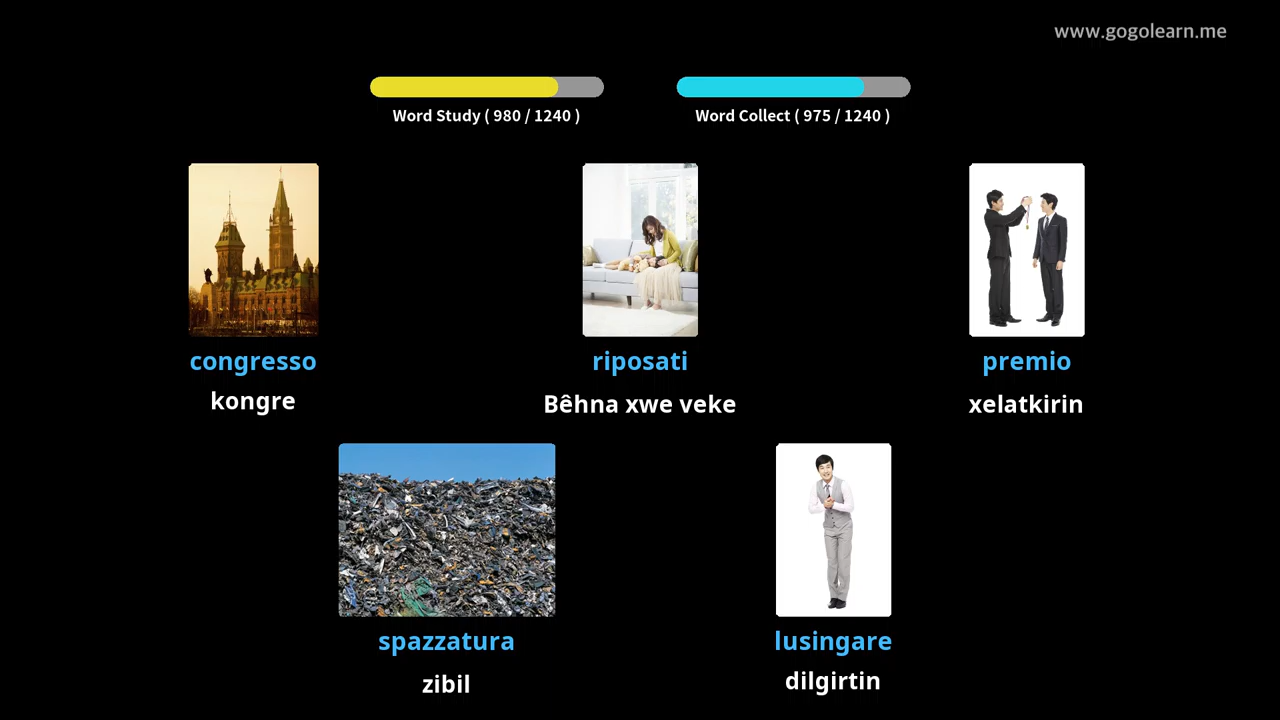 www.gogolearn.me
Word Study ( 980 / 1240 )
Word Collect ( 975 / 1240 )
congresso
kongre
riposati
Bêhna xwe veke
premio
xelatkirin
spazzatura
zibil
lusingare
dilgirtin